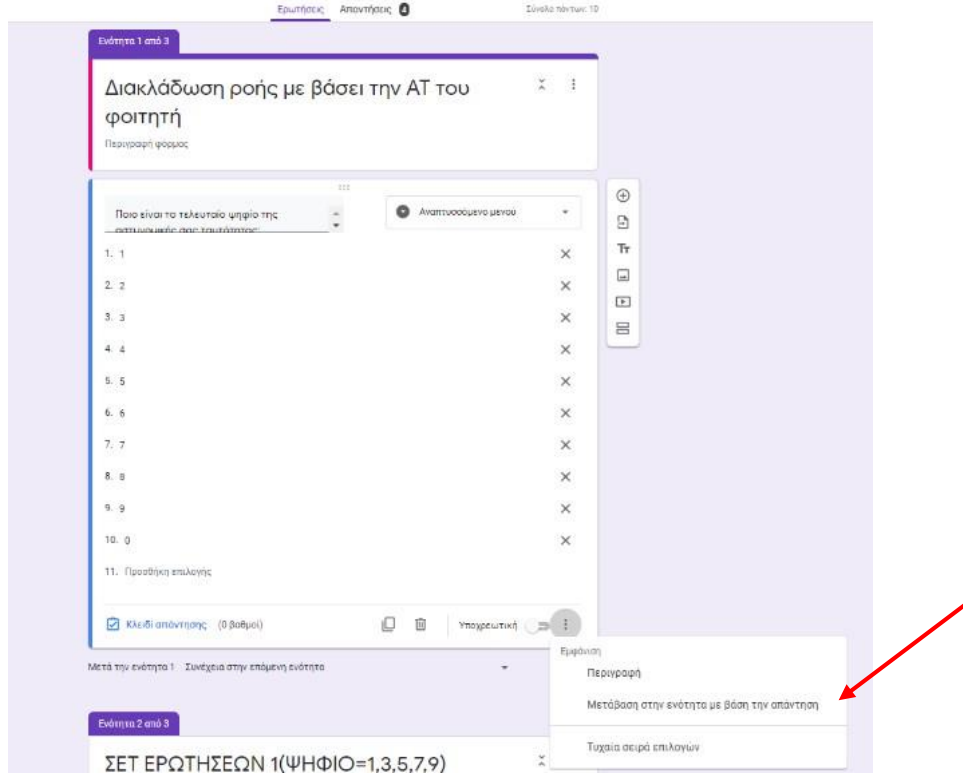 Ερωτήσεις Απαντήσεις 4 Σύνολο πόντων: 10
Ενότητα 1 από 3
Διακλάδωση ροής με βάσει την ΑΤ του
φοιτητή
Περιγραφή φόρμας
Ποιο είναι το τελευταίο ψηφίο της
αστυνομικής σας ταυτότητας;
Αναπτυσσόμενο μενού
1. 1
2. 2
3. 3
4. 4
5. 5
6. 6
7. 7
8. 8
9. 9
10. 0
11. Προσθήκη επιλογής
Κλειδί απάντησης (0 βαθμοί) Υποχρεωτική
Μετά την ενότητα 1 Συνέχεια στην επόμενη ενότητα
Εμφάνιση
Περιγραφή
Μετάβαση στην ενότητα με βάση την απάντηση
Τυχαία σειρά επιλογών
Ενότητα 2 από 3
ΣΕΤ ΕΡΩΤΗΣΕΩΝ 1(ΨΗΦΙΟ=1,3,5,7,9)